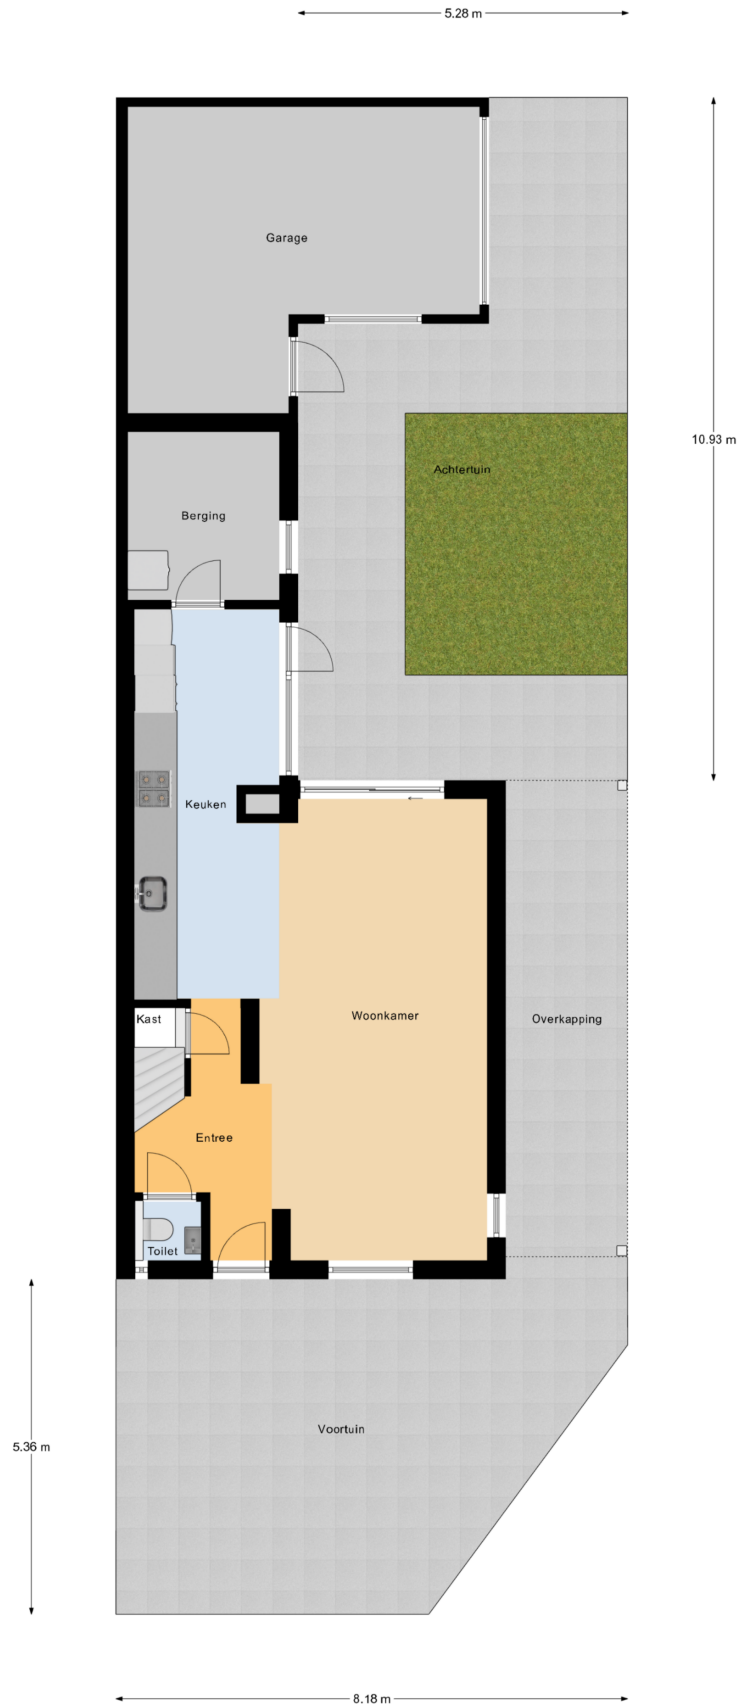 5.28 m
Garage
10.93 m
Achtertuin
Berging
Keuken
Kast
Woonkamer
Overkapping
Entree
Toilet
Voortuin
5.36 m
8.18 m